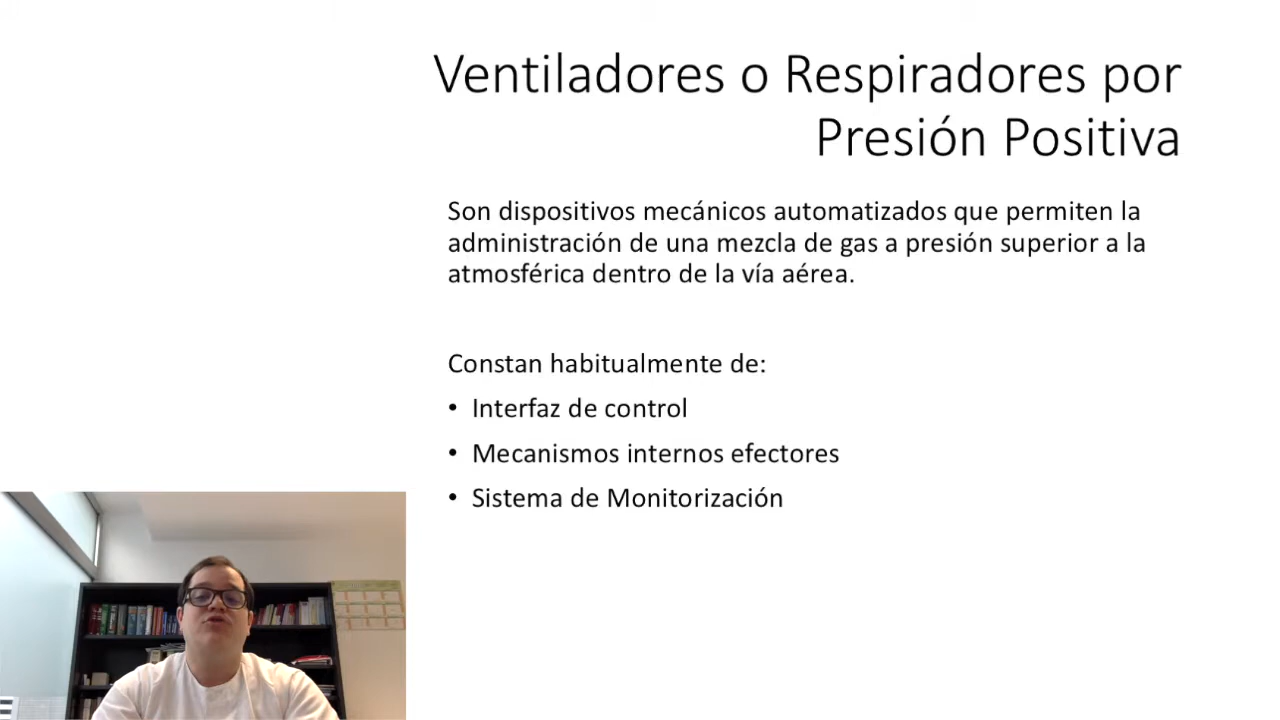 Ventiladores o Respiradores por
Presión Positiva
Son dispositivos mecánicos automatizados que permiten la
administración de una mezcla de gas a presión superior a la
atmosférica dentro de la vía aérea.
Constan habitualmente de:
• Interfaz de control
• Mecanismos internos efectores
• Sistema de Monitorización